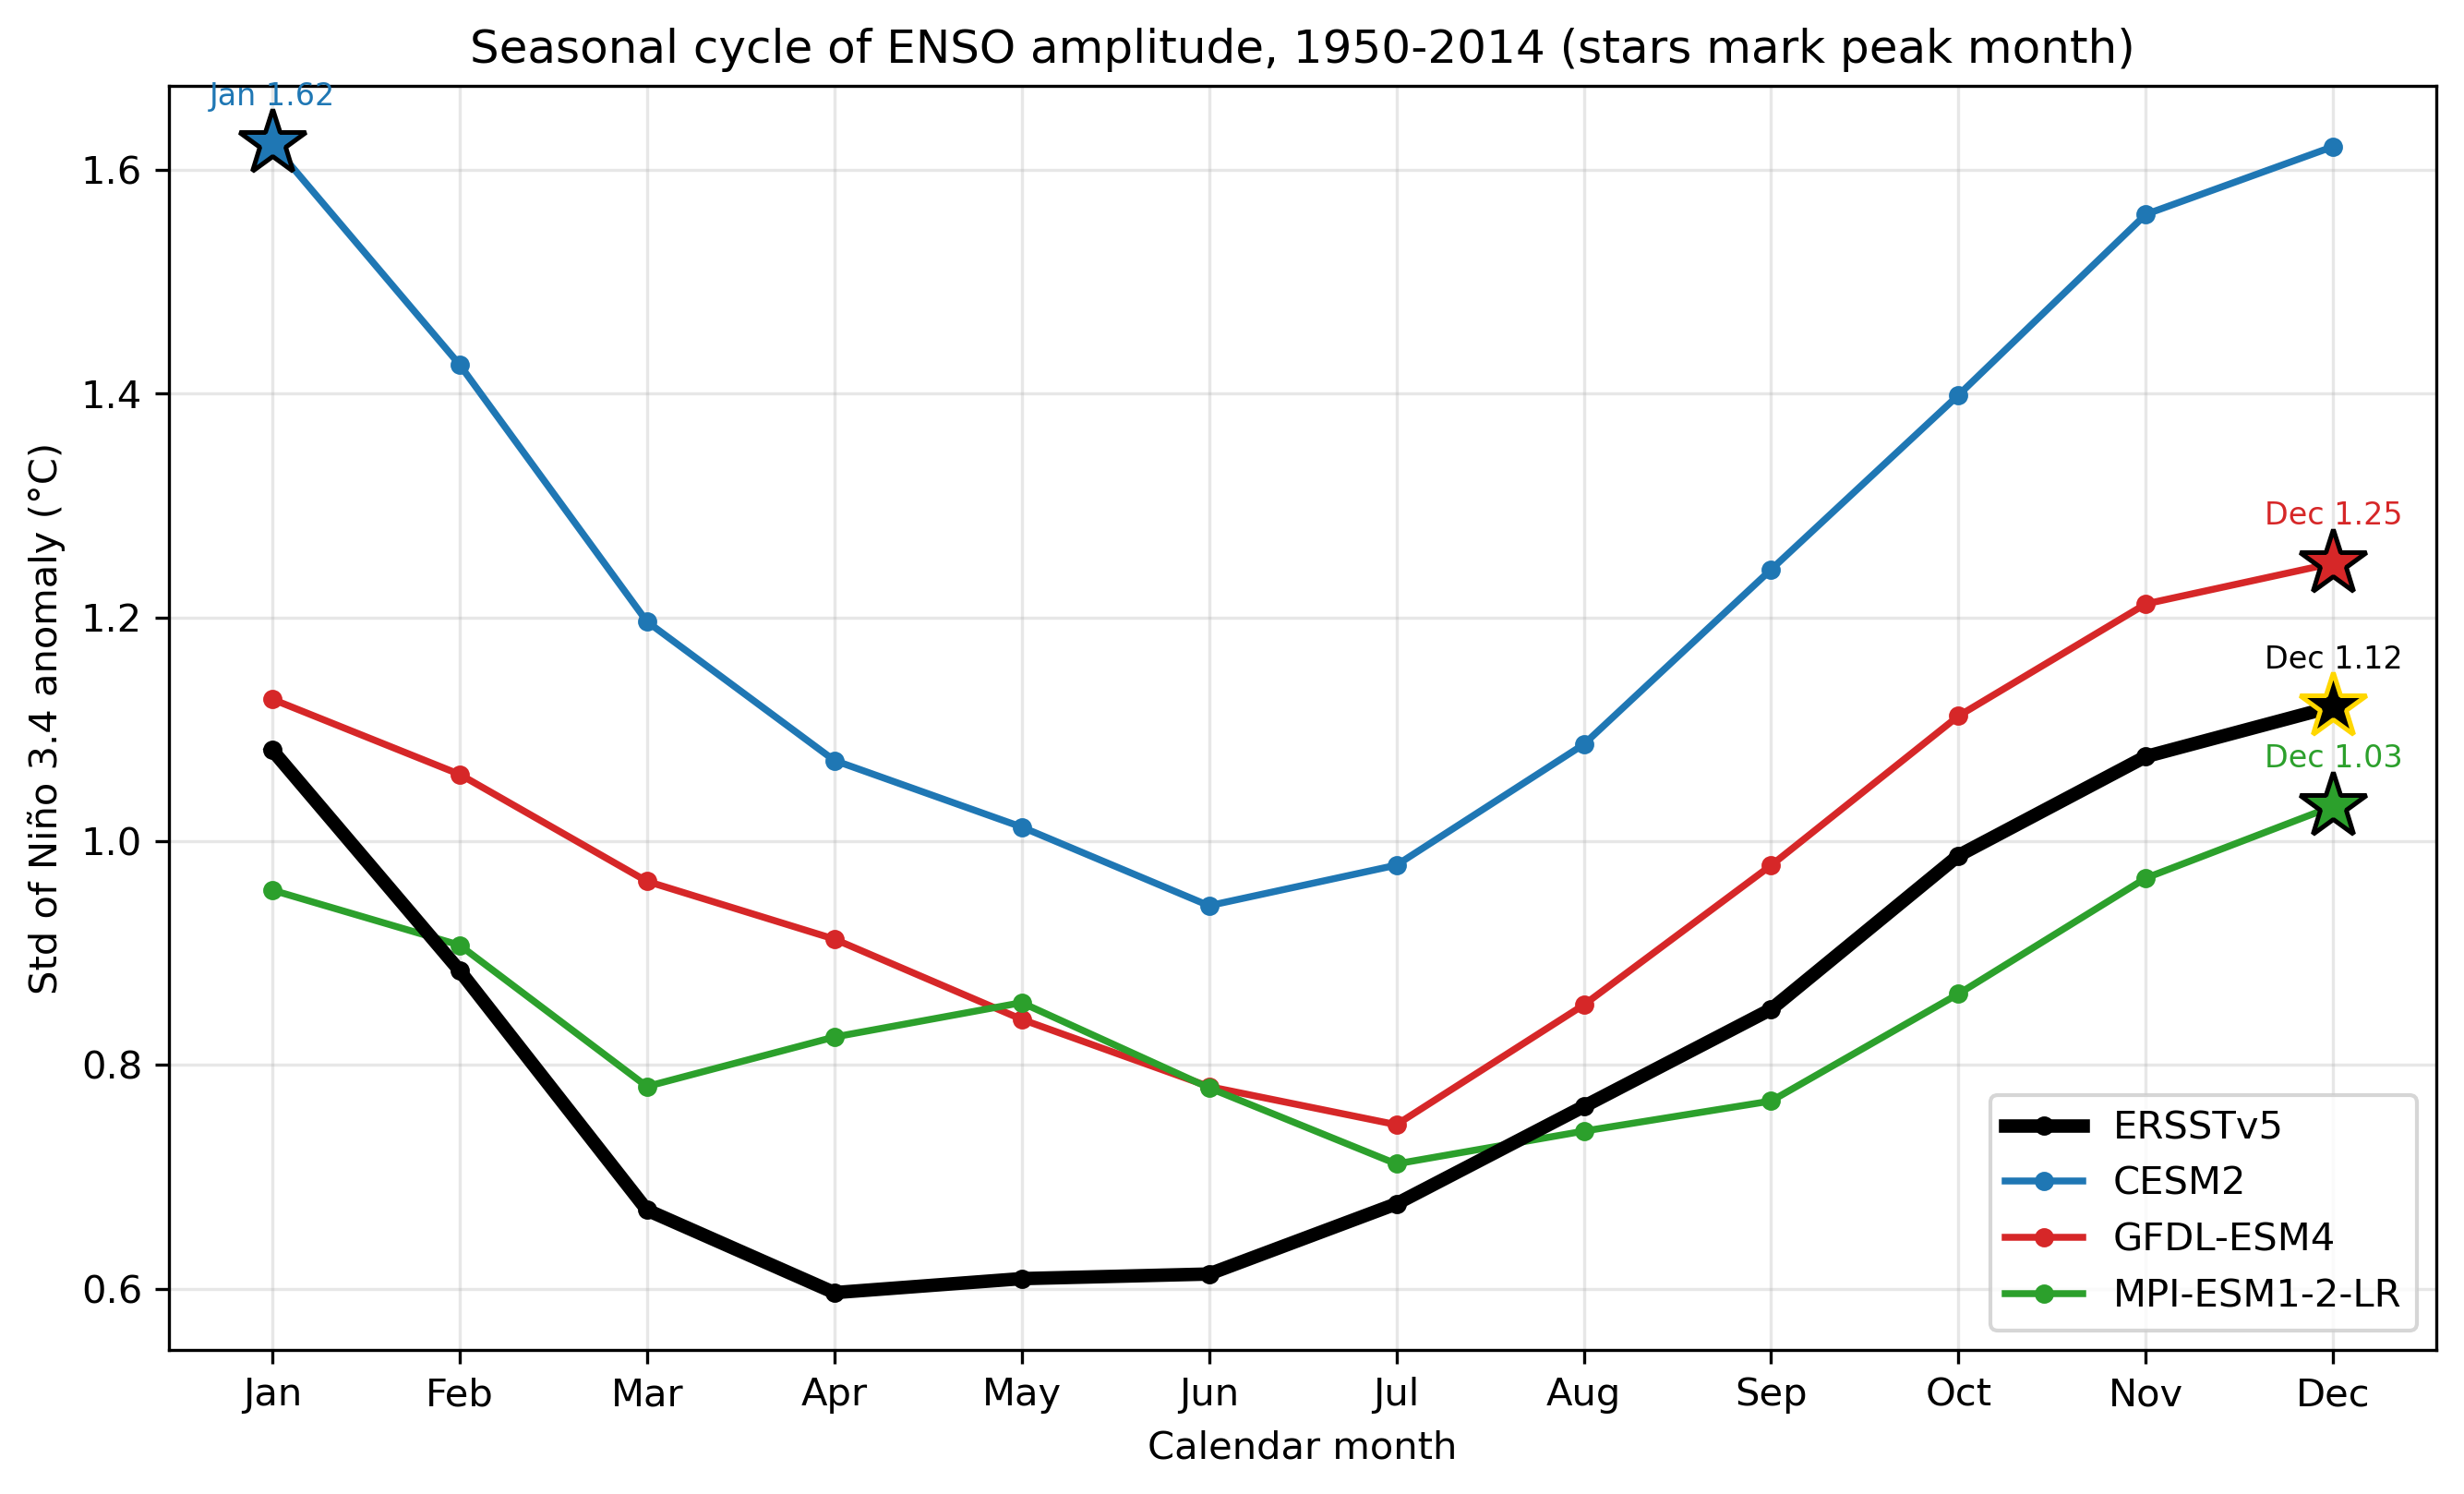 Seasonal cycle of ENSO amplitude, 1950-2014 (stars mark peak month)
Jan 1.62
Dec 1.25
Dec 1.12
Dec 1.03
Std of Niño 3.4 anomaly (°C)
1.6
1.4
1.2
1.0
0.8
0.6
ERSSTv5
CESM2
GFDL-ESM4
MPI-ESM1-2-LR
Jan Feb Mar Apr May Jun Jul Aug Sep Oct Nov Dec
Calendar month